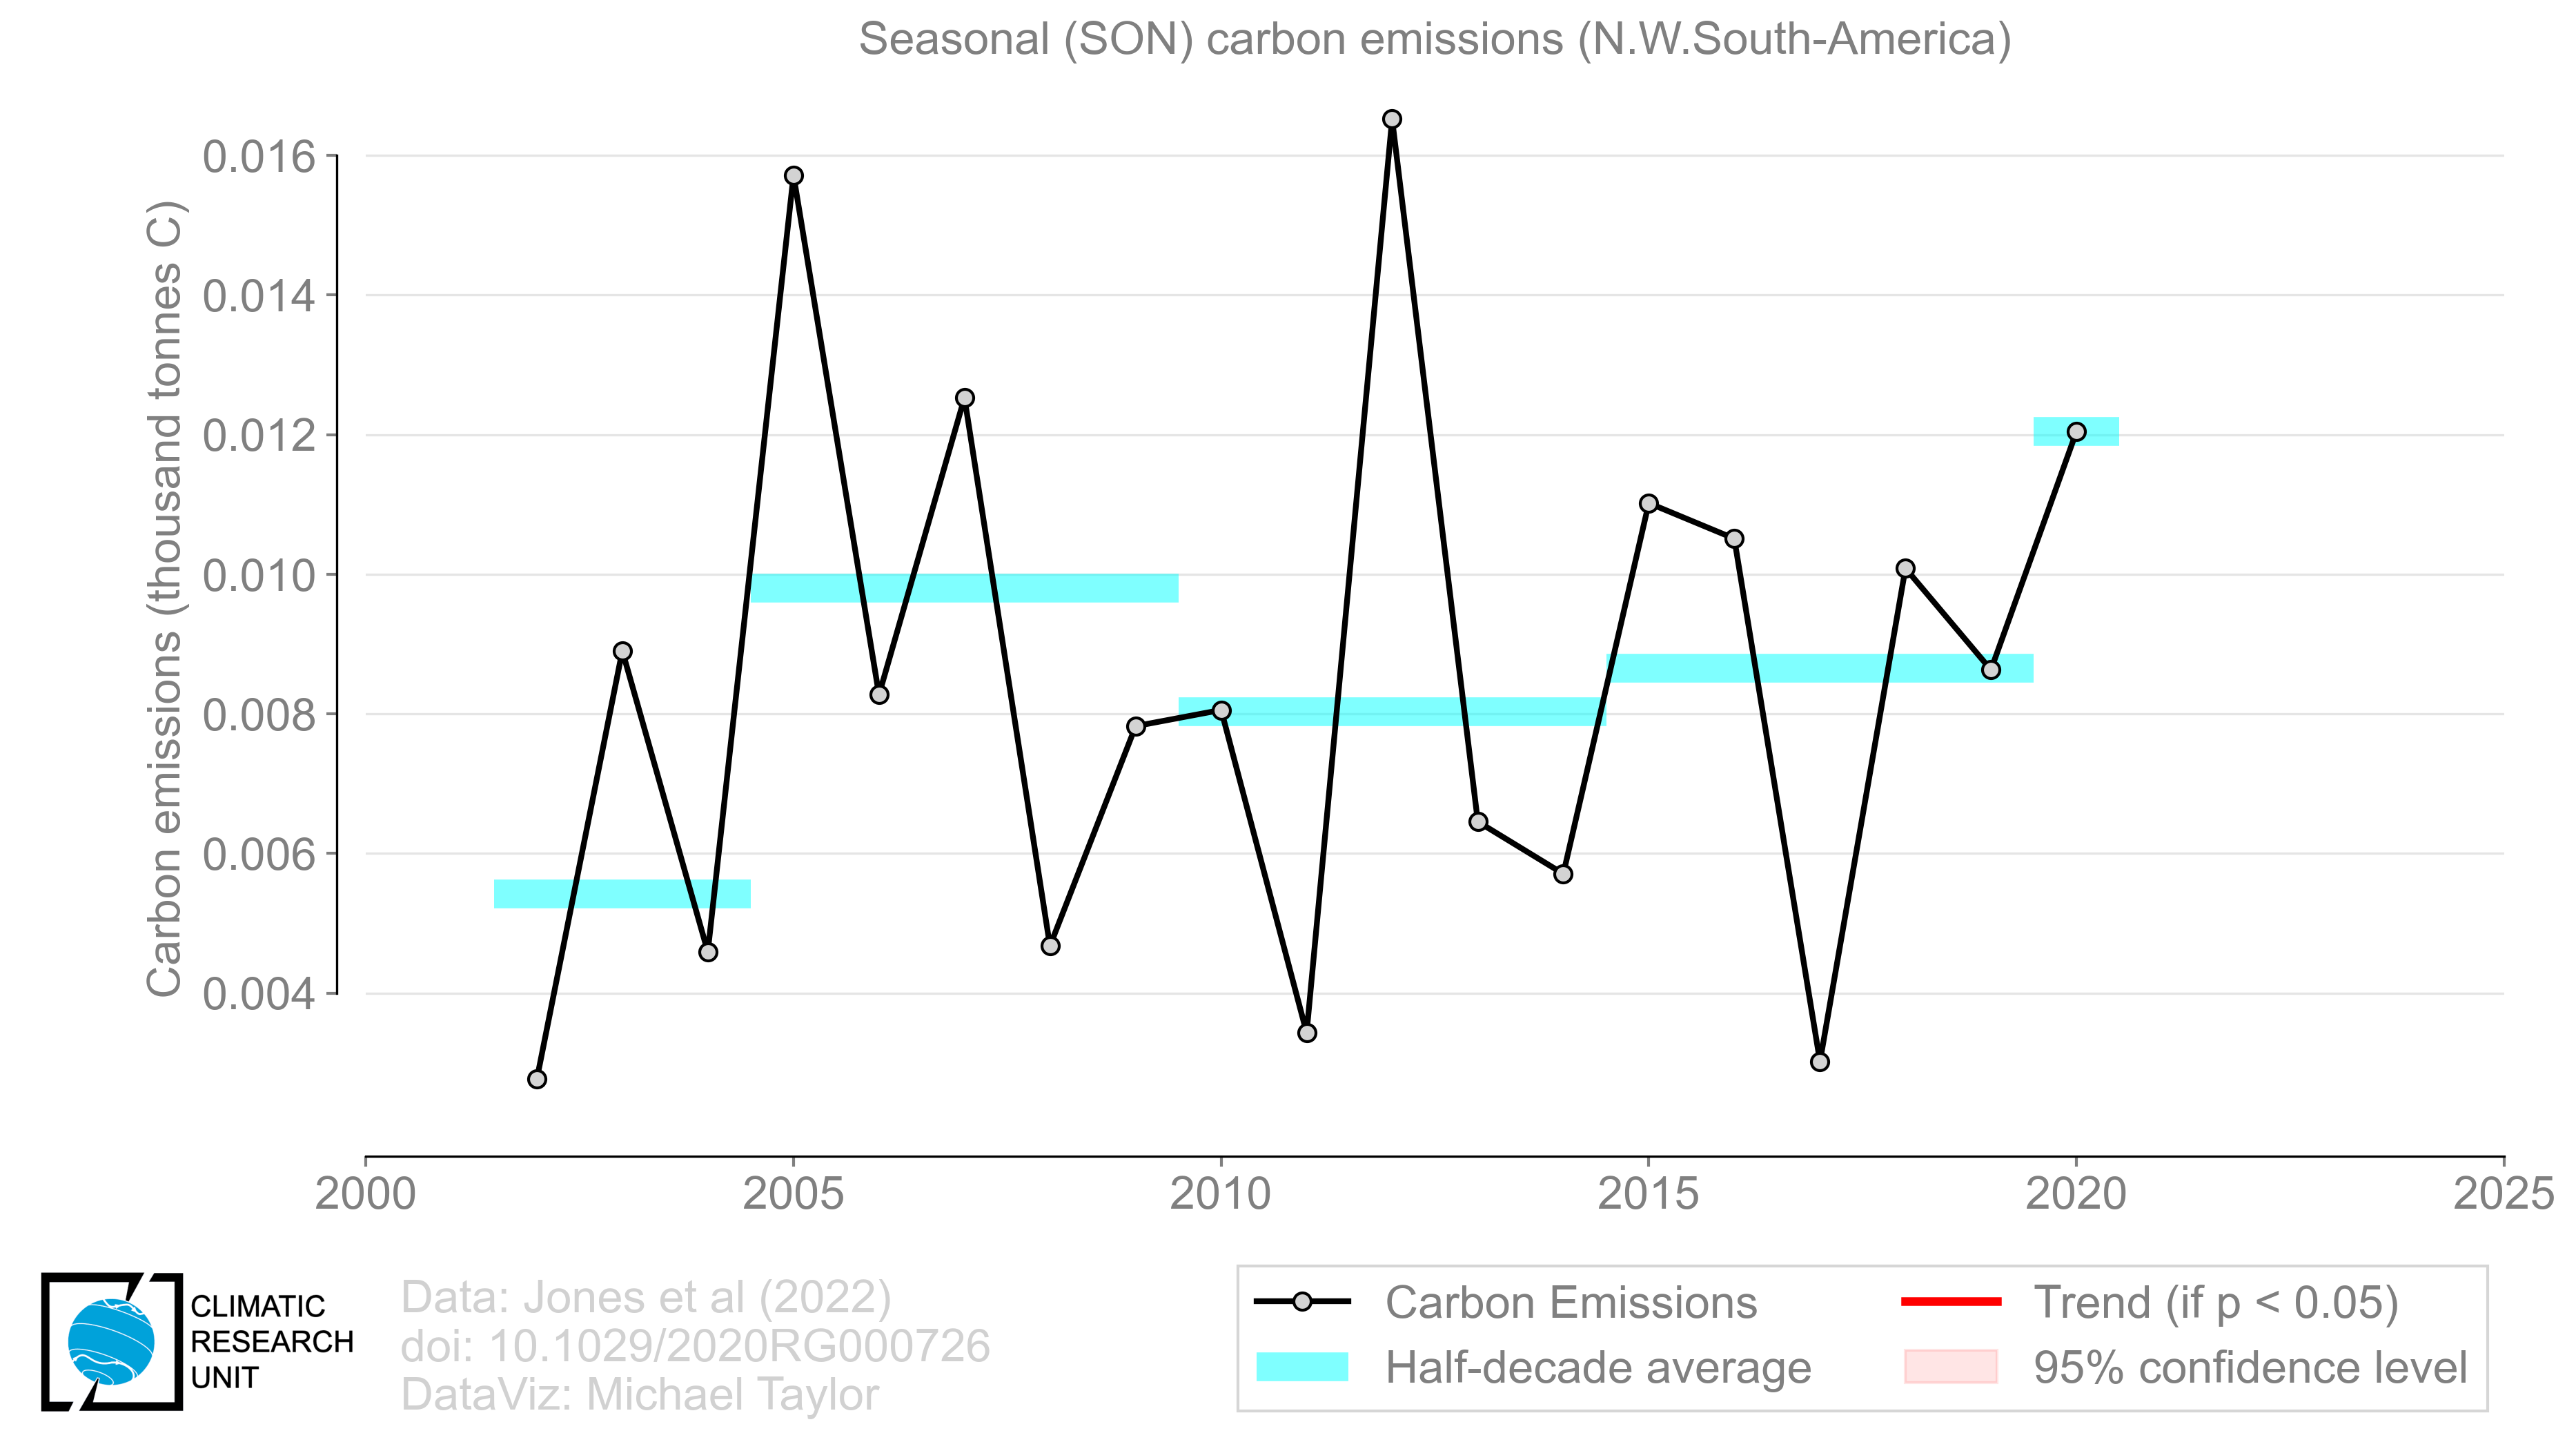 Seasonal (SON) carbon emissions (N.W.South-America)
Carbon emissions (thousand tonnes C)
0.016
0.014
0.012
0.010
0.008
0.006
0.004
2000 2005 2010 2015 2020 2025
CLIMATIC
RESEARCH
UNIT
Data: Jones et al (2022)
doi: 10.1029/2020RG000726
DataViz: Michael Taylor
Carbon Emissions
Half-decade average
Trend (if p < 0.05)
95% confidence level